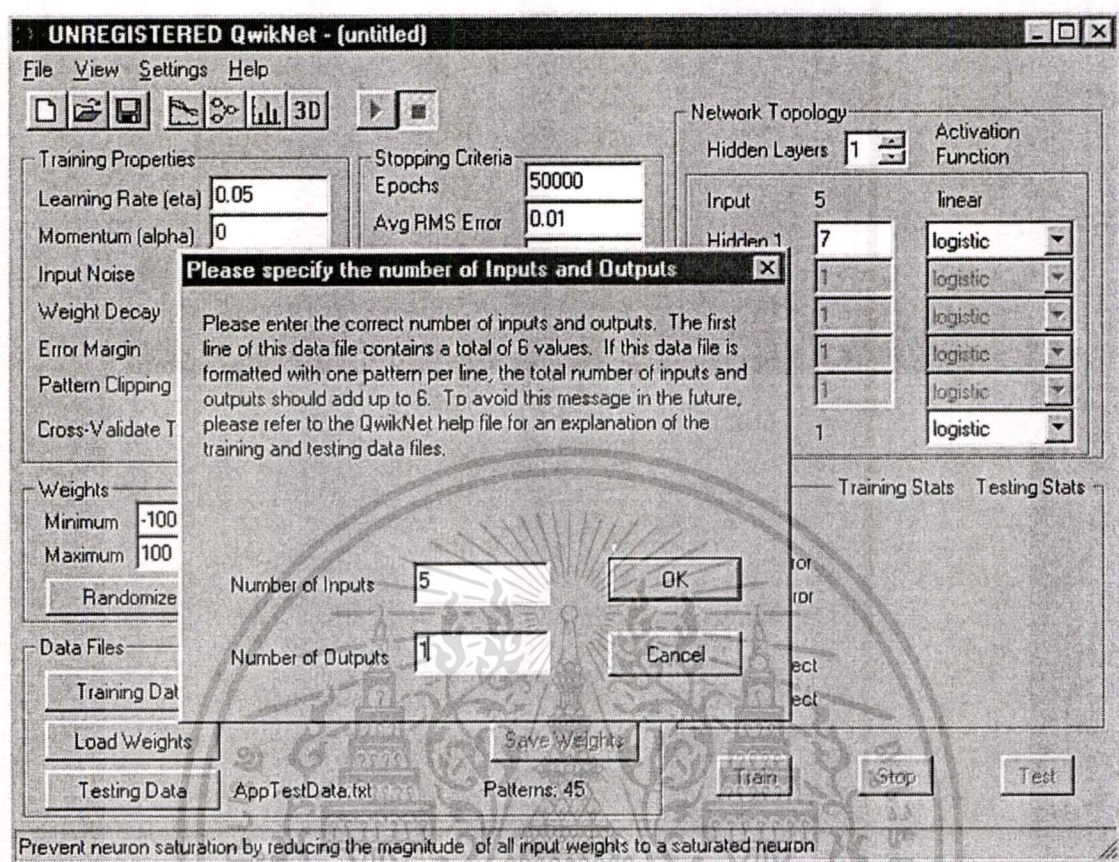 UNREGISTERED QwikNet - (untitled)
File View Settings Help
3D
Training Properties
Learning Rate (eta) 0.05
Momentum (alpha) 0
Input Noise
Weight Decay
Error Margin
Pattern Clipping
Cross-Validate T
Stopping Criteria
Epochs 50000
Avg RMS Error 0.01
Network Topology
Hidden Layers 1 Activation Function
Input 5 linear
Hidden 1 7 logistic
1 logistic
1 logistic
1 logistic
1 logistic
1 logistic
Please specify the number of Inputs and Outputs
Please enter the correct number of inputs and outputs. The first
line of this data file contains a total of 6 values. If this data file is
formatted with one pattern per line, the total number of inputs and
outputs should add up to 6. To avoid this message in the future,
please refer to the QwikNet help file for an explanation of the
training and testing data files.
Number of Inputs 5 OK
Number of Outputs 1 Cancel
Weights
Minimum -100
Maximum 100
Randomize
Training Stats Testing Stats
ror
ror
ect
ect
Data Files
Training Dat
Load Weights Save Weights
Testing Data AppTestData.txt Patterns: 45
Train Stop Test
Prevent neuron saturation by reducing the magnitude of all input weights to a saturated neuron